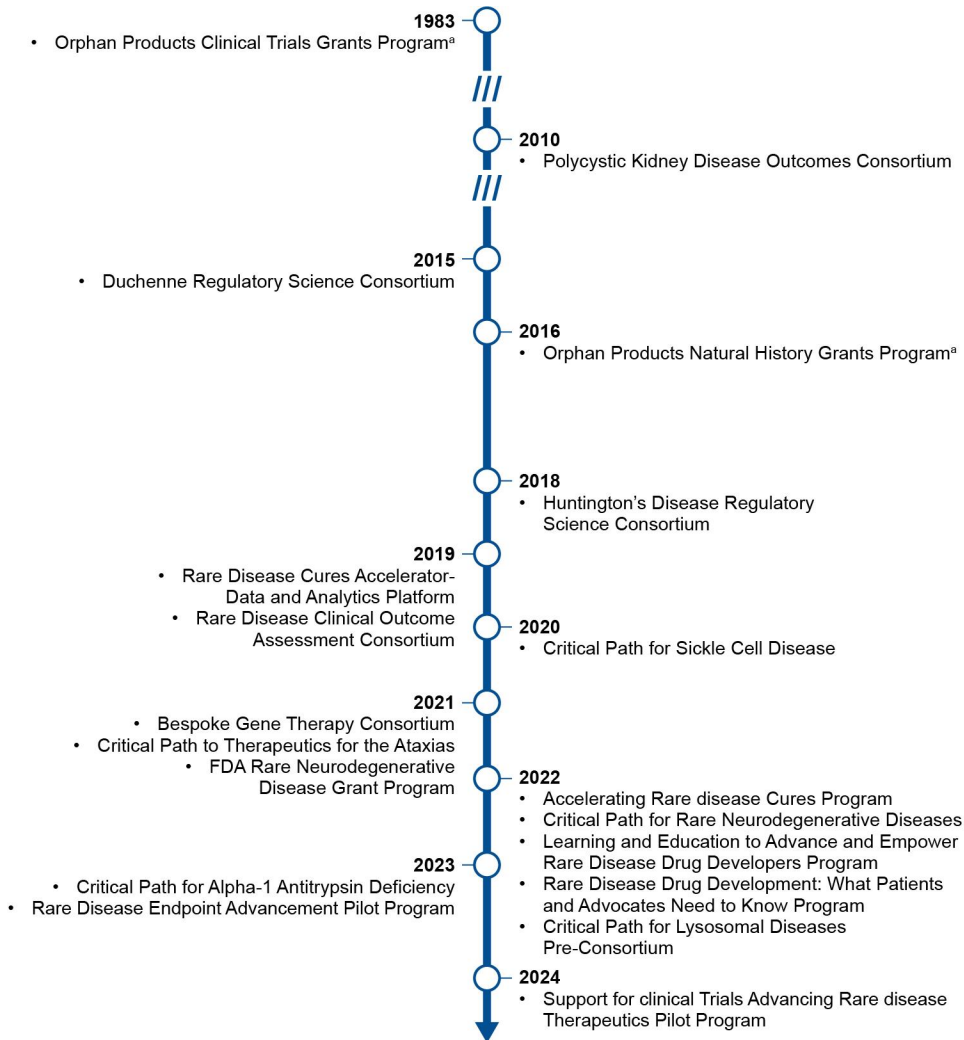 1983
• Orphan Products Clinical Trials Grants Programᵃ
2010
• Polycystic Kidney Disease Outcomes Consortium
2015
• Duchenne Regulatory Science Consortium
2016
• Orphan Products Natural History Grants Programᵃ
2018
• Huntington’s Disease Regulatory
Science Consortium
2019
• Rare Disease Cures Accelerator-
Data and Analytics Platform
• Rare Disease Clinical Outcome
Assessment Consortium
2020
• Critical Path for Sickle Cell Disease
2021
• Bespoke Gene Therapy Consortium
• Critical Path to Therapeutics for the Ataxias
• FDA Rare Neurodegenerative
Disease Grant Program
2022
• Accelerating Rare disease Cures Program
• Critical Path for Rare Neurodegenerative Diseases
• Learning and Education to Advance and Empower
Rare Disease Drug Developers Program
• Rare Disease Drug Development: What Patients
and Advocates Need to Know Program
• Critical Path for Lysosomal Diseases
Pre-Consortium
2023
• Critical Path for Alpha-1 Antitrypsin Deficiency
• Rare Disease Endpoint Advancement Pilot Program
2024
• Support for clinical Trials Advancing Rare disease
Therapeutics Pilot Program